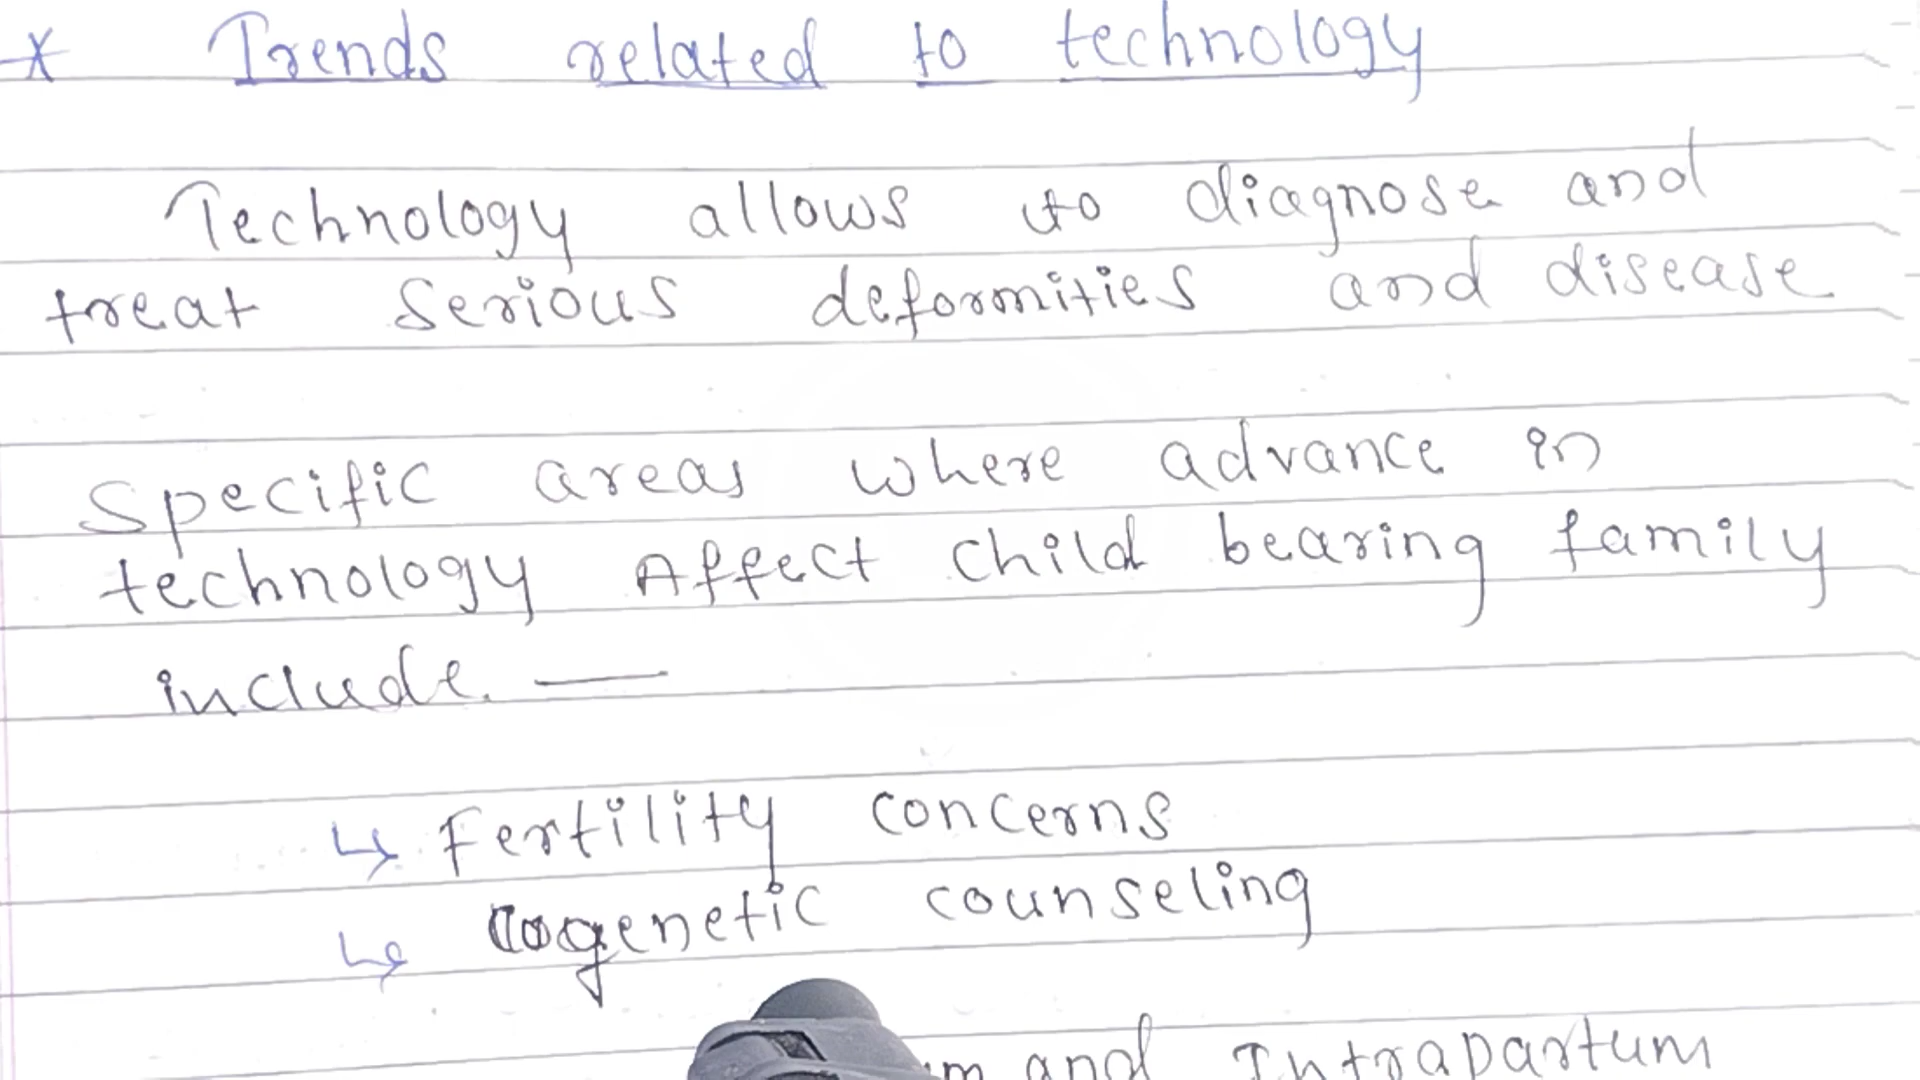 * Trends related to technology
Technology allows to diagnose and
treat serious deformities and disease
Specific areas where advance in
technology Affect child bearing family
include —
↳ Fertility concerns
↳ genetic counseling
and Intrapartum